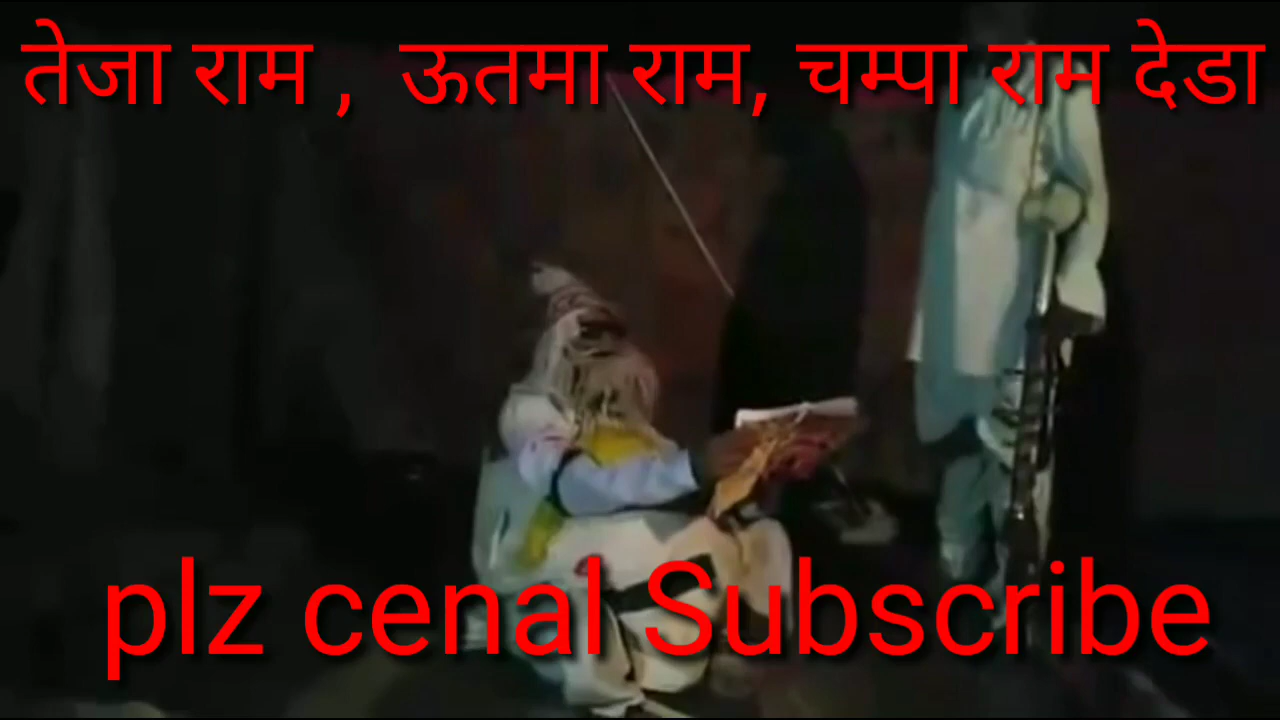 तेजा राम , ऊतमा राम, चम्पा राम देडा
plz cenal Subscribe